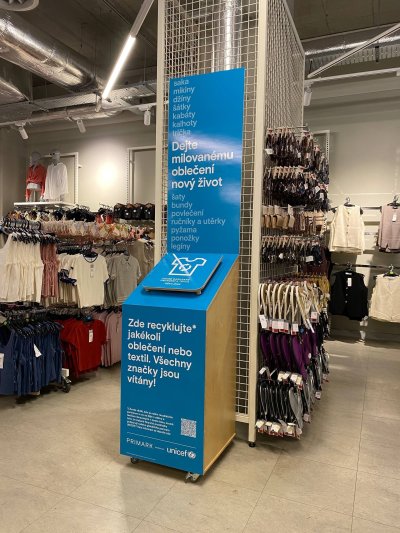 saka
mikiny
džíny
šátky
kabáty
kalhoty
trička
Dejte
milovanému
oblečení
nový život
šaty
bundy
povlečení
ručníky a utěrky
pyžama
ponožky
legíny
Zde recyklujte*
jakékoli
oblečení nebo
textil. Všechny
značky jsou
vítány!
PRIMARK — unicef